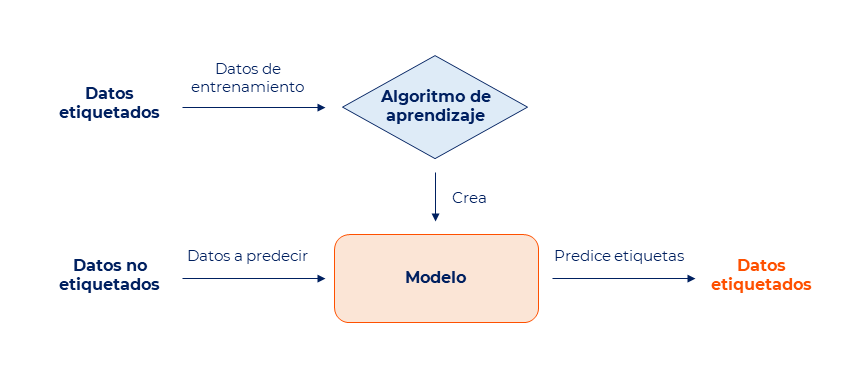 Datos de
entrenamiento
Datos
etiquetados
Algoritmo de
aprendizaje
Crea
Datos no
etiquetados
Datos a predecir
Modelo
Predice etiquetas
Datos
etiquetados